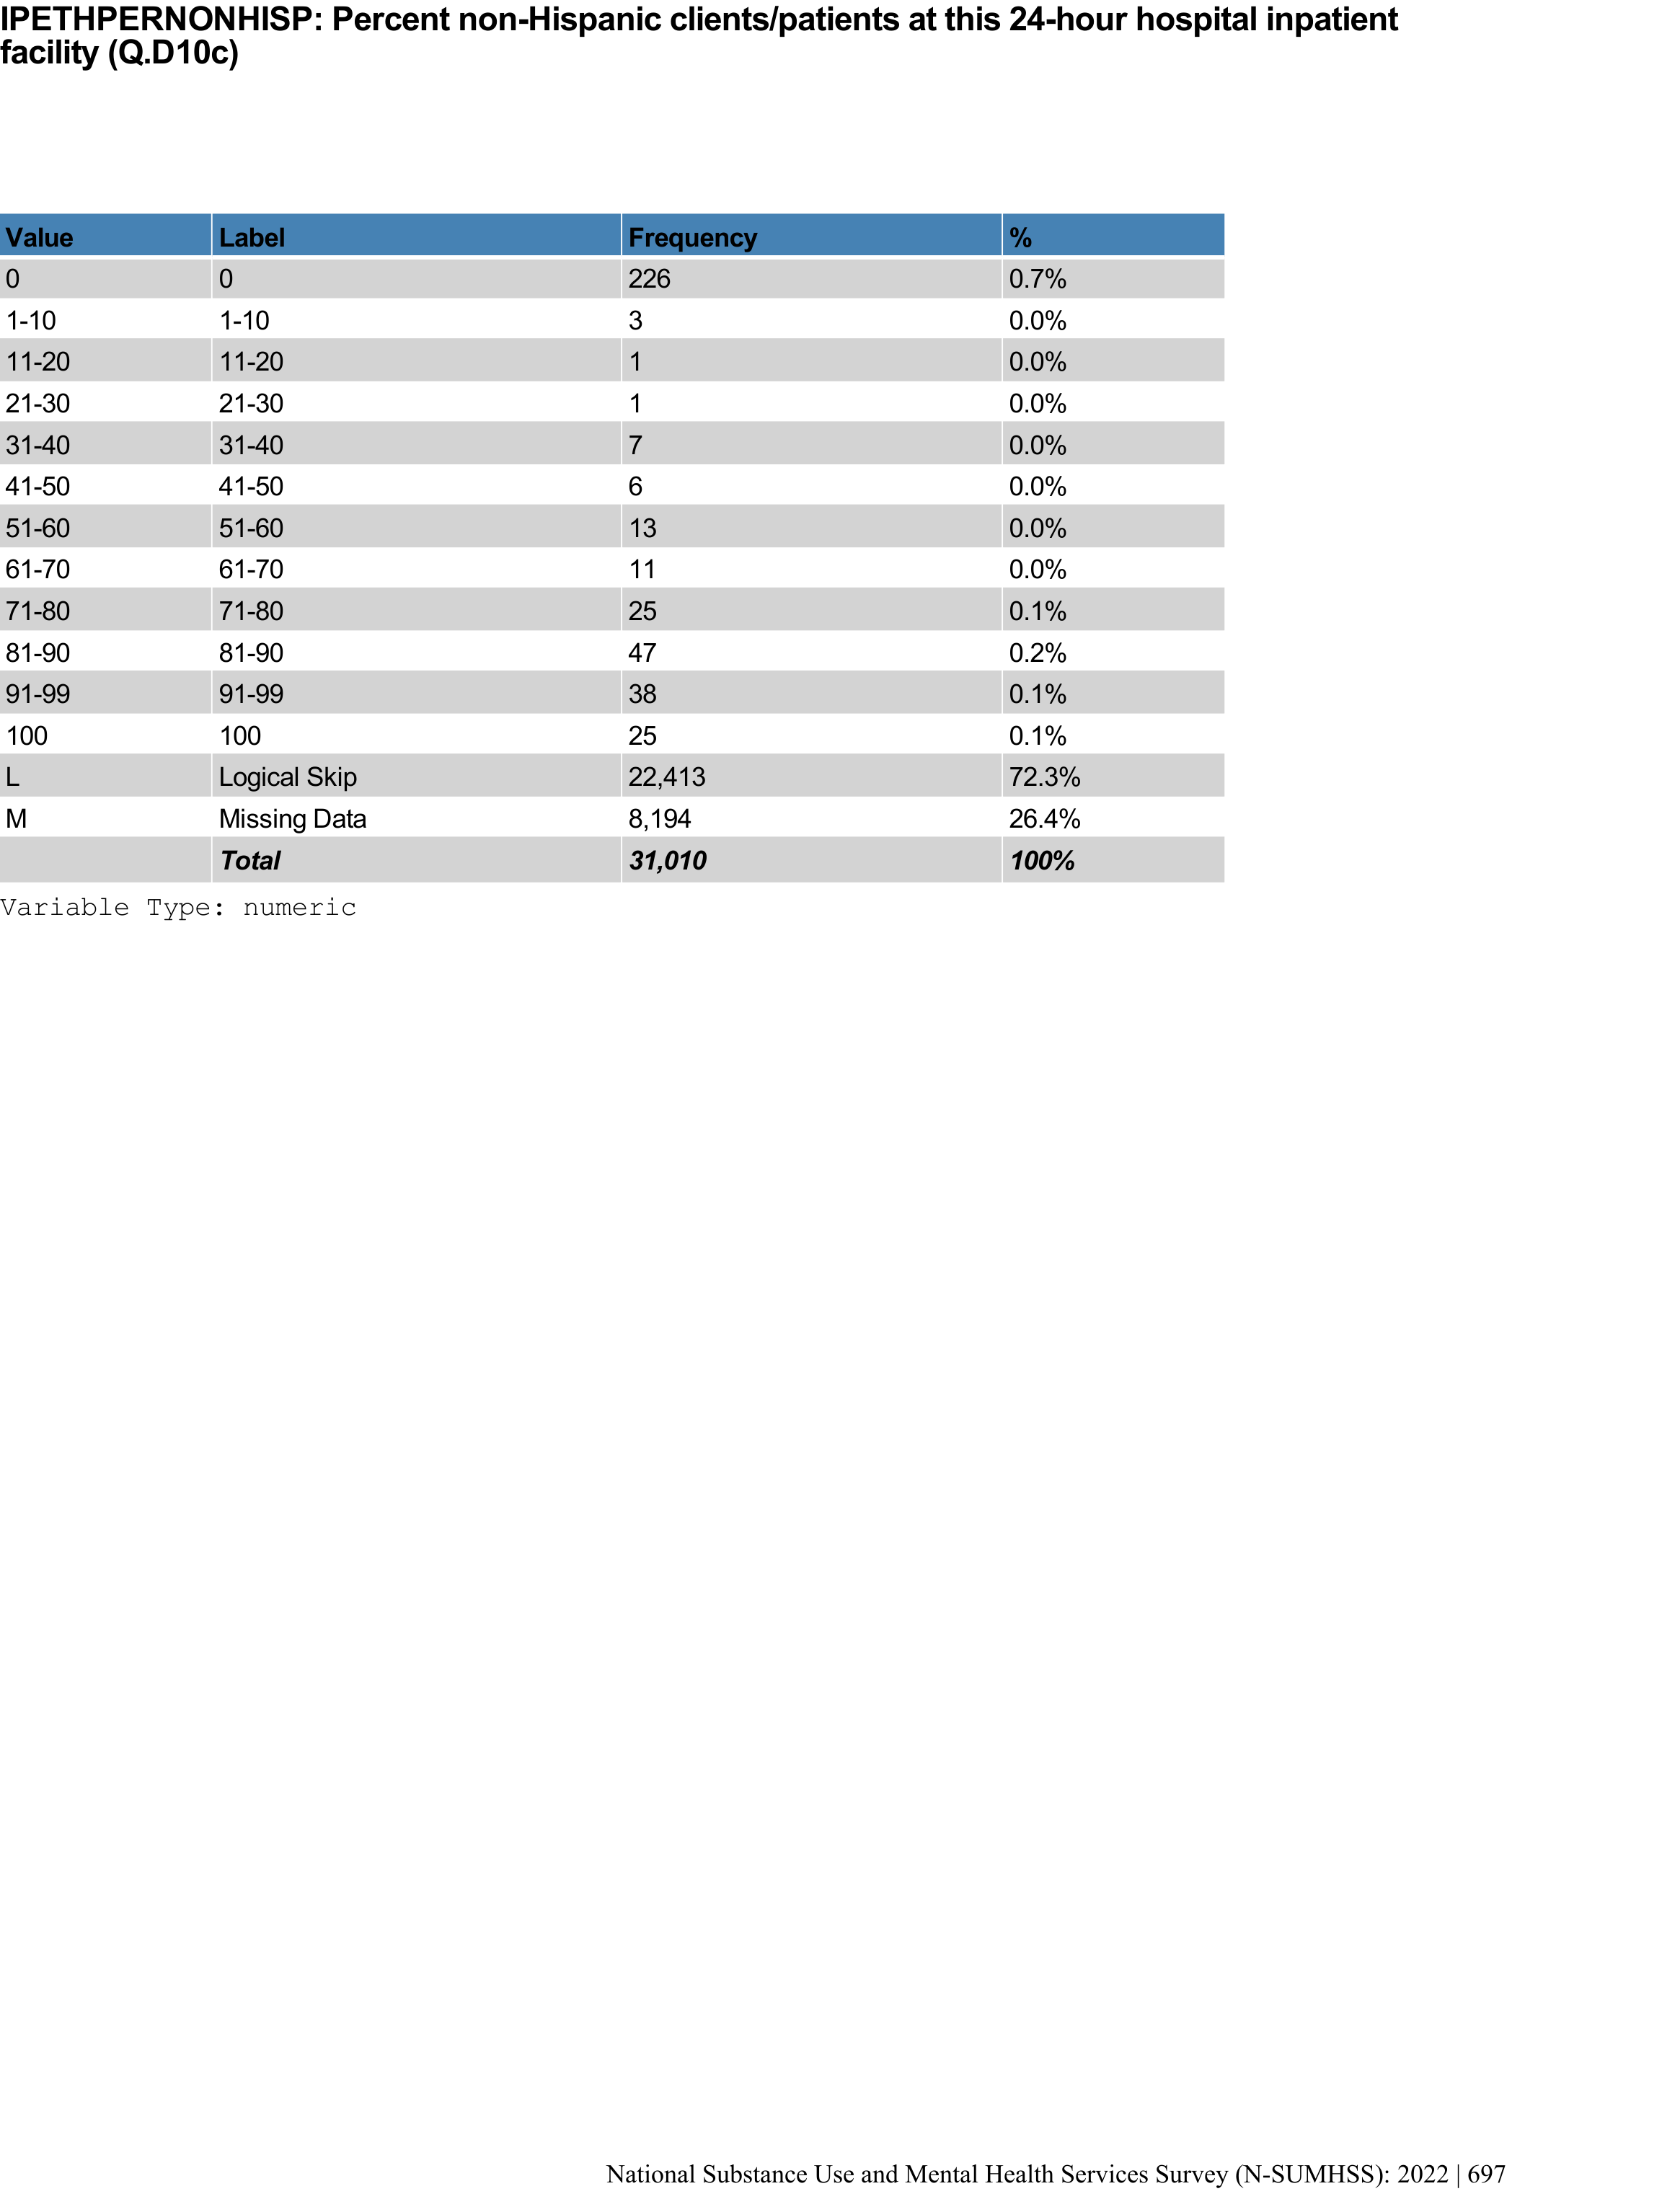 IPETHPERNONHISP: Percent non-Hispanic clients/patients at this 24-hour hospital inpatient
facility (Q.D10c)
Value Label Frequency %
0 0 226 0.7%
1-10 1-10 3 0.0%
11-20 11-20 1 0.0%
21-30 21-30 1 0.0%
31-40 31-40 7 0.0%
41-50 41-50 6 0.0%
51-60 51-60 13 0.0%
61-70 61-70 11 0.0%
71-80 71-80 25 0.1%
81-90 81-90 47 0.2%
91-99 91-99 38 0.1%
100 100 25 0.1%
L Logical Skip 22,413 72.3%
M Missing Data 8,194 26.4%
Total 31,010 100%
Variable Type: numeric
National Substance Use and Mental Health Services Survey (N-SUMHSS): 2022 | 697